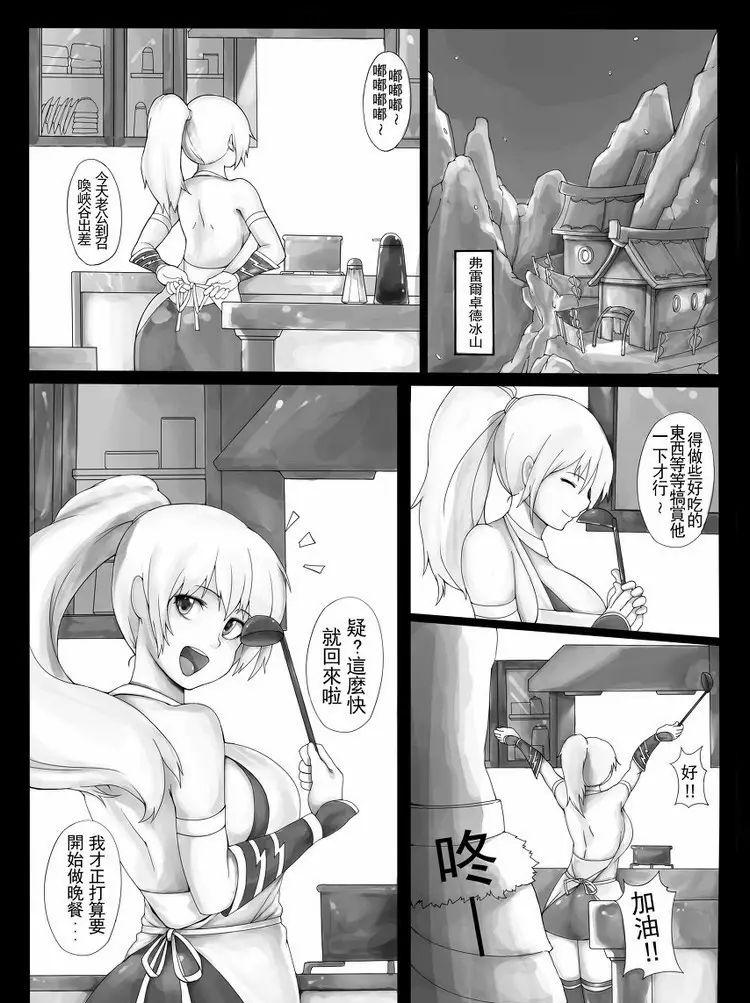 弗雷爾卓德冰山
嘟嘟嘟~
嘟嘟嘟嘟~
今天老公到召
喚峽谷出差
得做些好吃的
東西等等犒賞他
一下才行~
好!!
加油!!
咚—
疑?這麼快
就回來啦
我才正打算要
開始做晚餐...